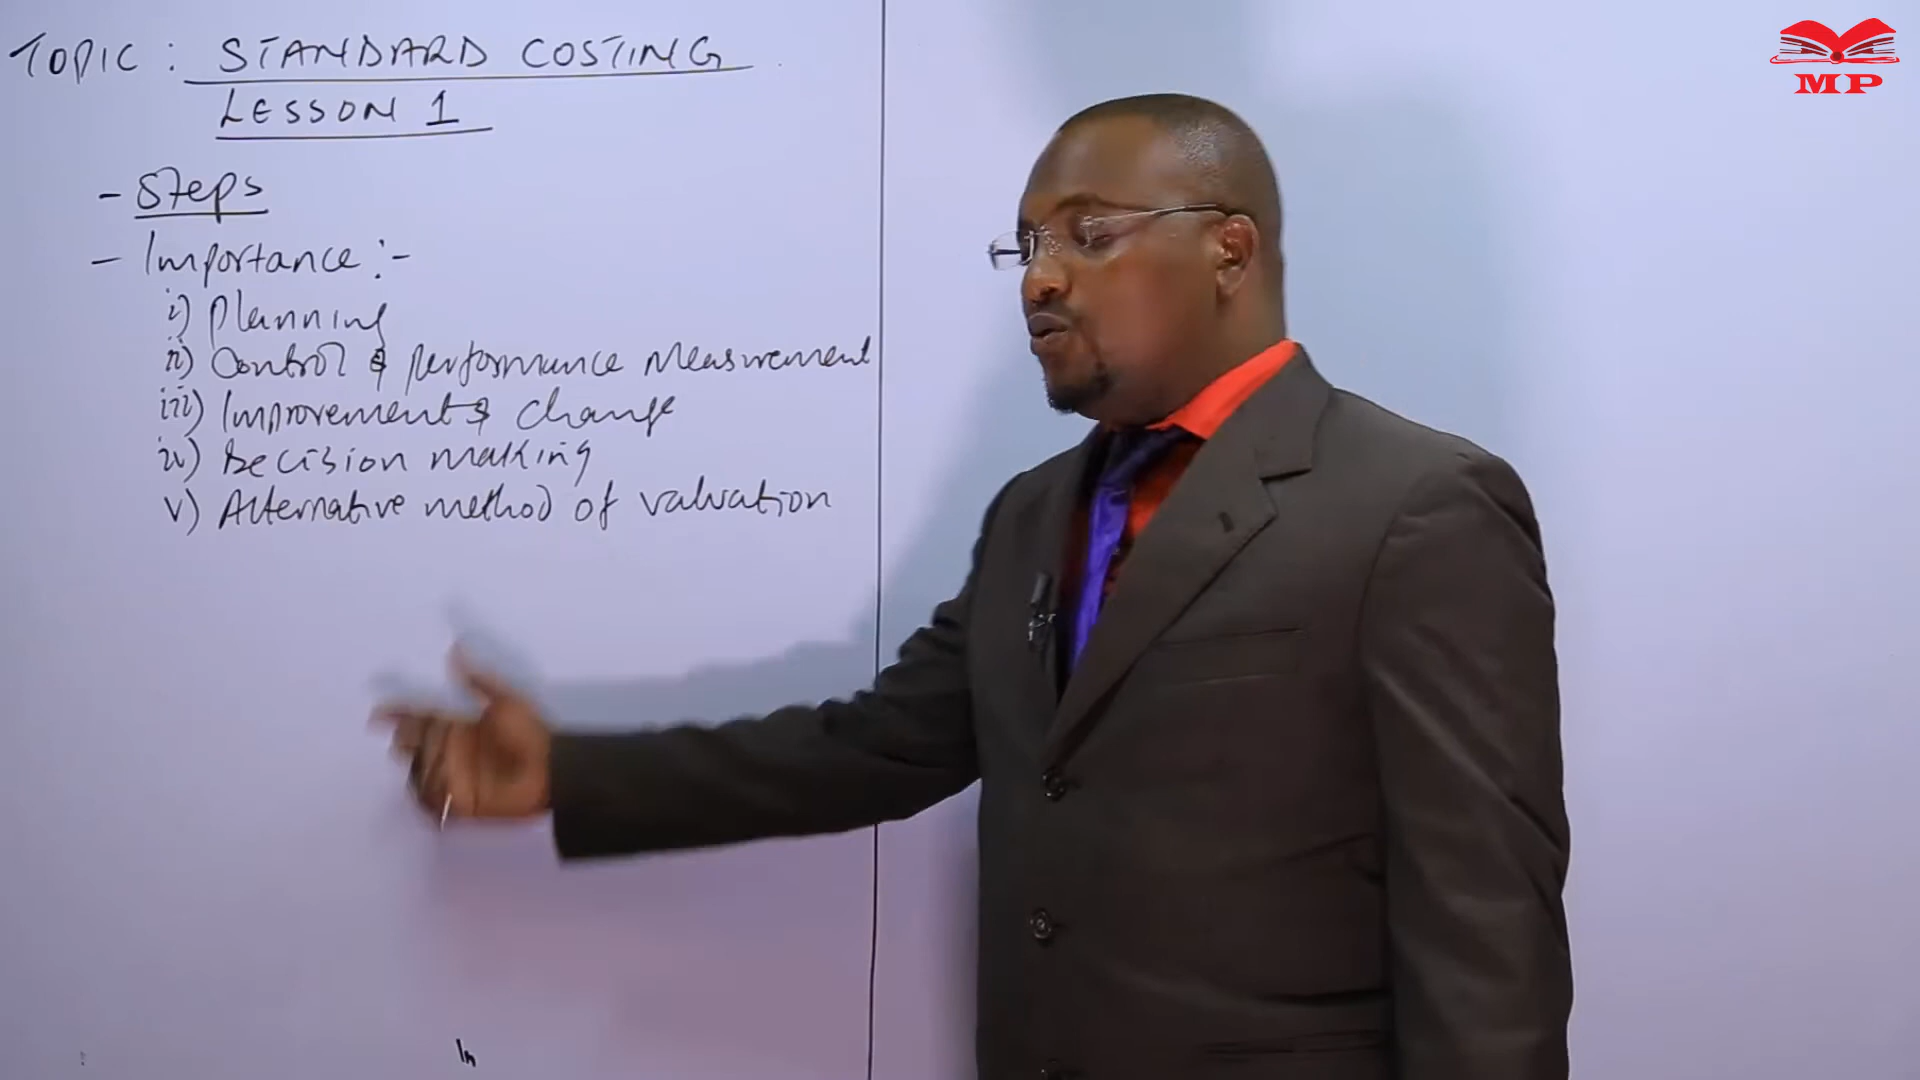 TOPIC : STANDARD COSTING
LESSON 1
- Steps
- Importance :-
i) Planning
ii) Control & performance measurement
iii) Improvement & change
iv) Decision making
v) Alternative method of valuation
MP